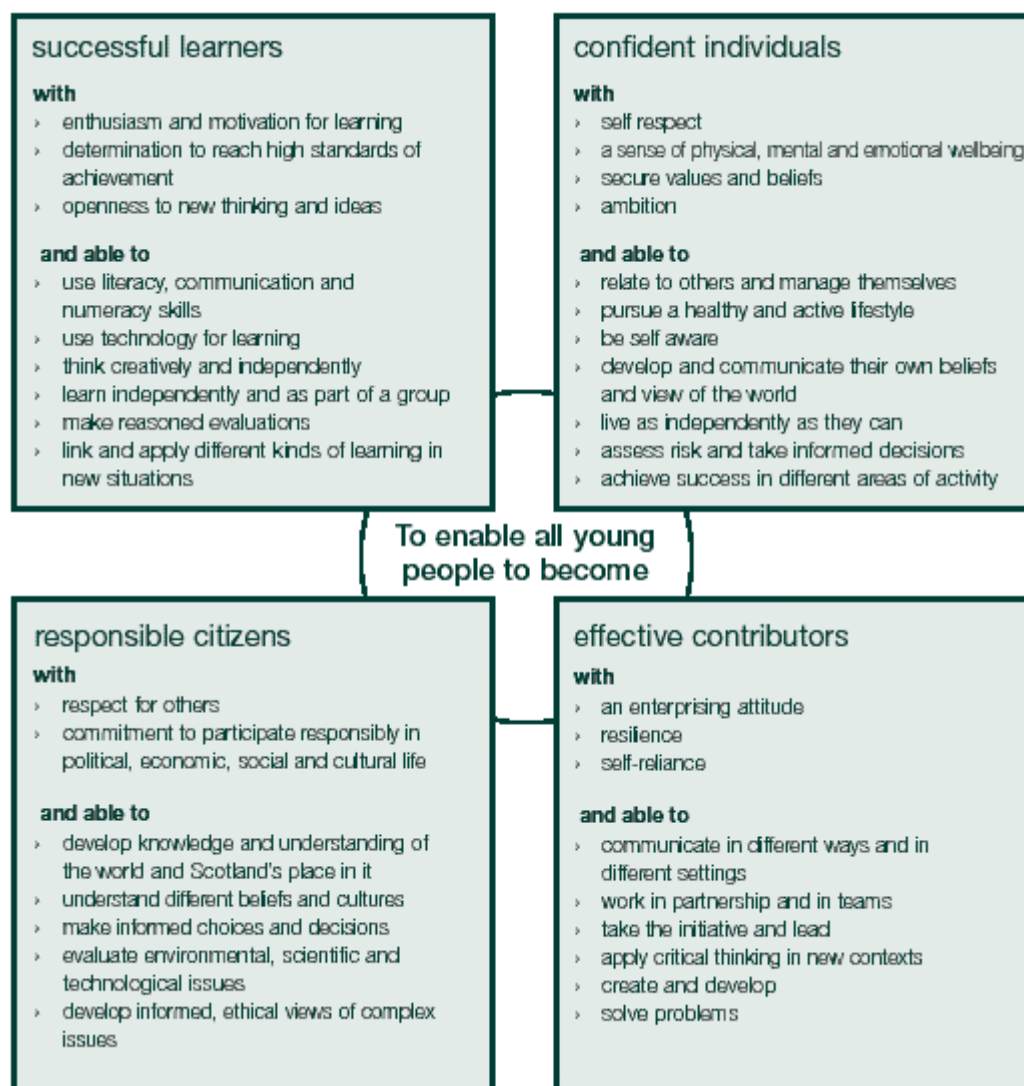 successful learners
with
› enthusiasm and motivation for learning
› determination to reach high standards of
achievement
› openness to new thinking and ideas
and able to
› use literacy, communication and
numeracy skills
› use technology for learning
› think creatively and independently
› learn independently and as part of a group
› make reasoned evaluations
› link and apply different kinds of learning in
new situations
confident individuals
with
› self respect
› a sense of physical, mental and emotional wellbeing
› secure values and beliefs
› ambition
and able to
› relate to others and manage themselves
› pursue a healthy and active lifestyle
› be self aware
› develop and communicate their own beliefs
and view of the world
› live as independently as they can
› assess risk and take informed decisions
› achieve success in different areas of activity
To enable all young
people to become
responsible citizens
with
› respect for others
› commitment to participate responsibly in
political, economic, social and cultural life
and able to
› develop knowledge and understanding of
the world and Scotland's place in it
› understand different beliefs and cultures
› make informed choices and decisions
› evaluate environmental, scientific and
technological issues
› develop informed, ethical views of complex
issues
effective contributors
with
› an enterprising attitude
› resilience
› self-reliance
and able to
› communicate in different ways and in
different settings
› work in partnership and in teams
› take the initiative and lead
› apply critical thinking in new contexts
› create and develop
› solve problems